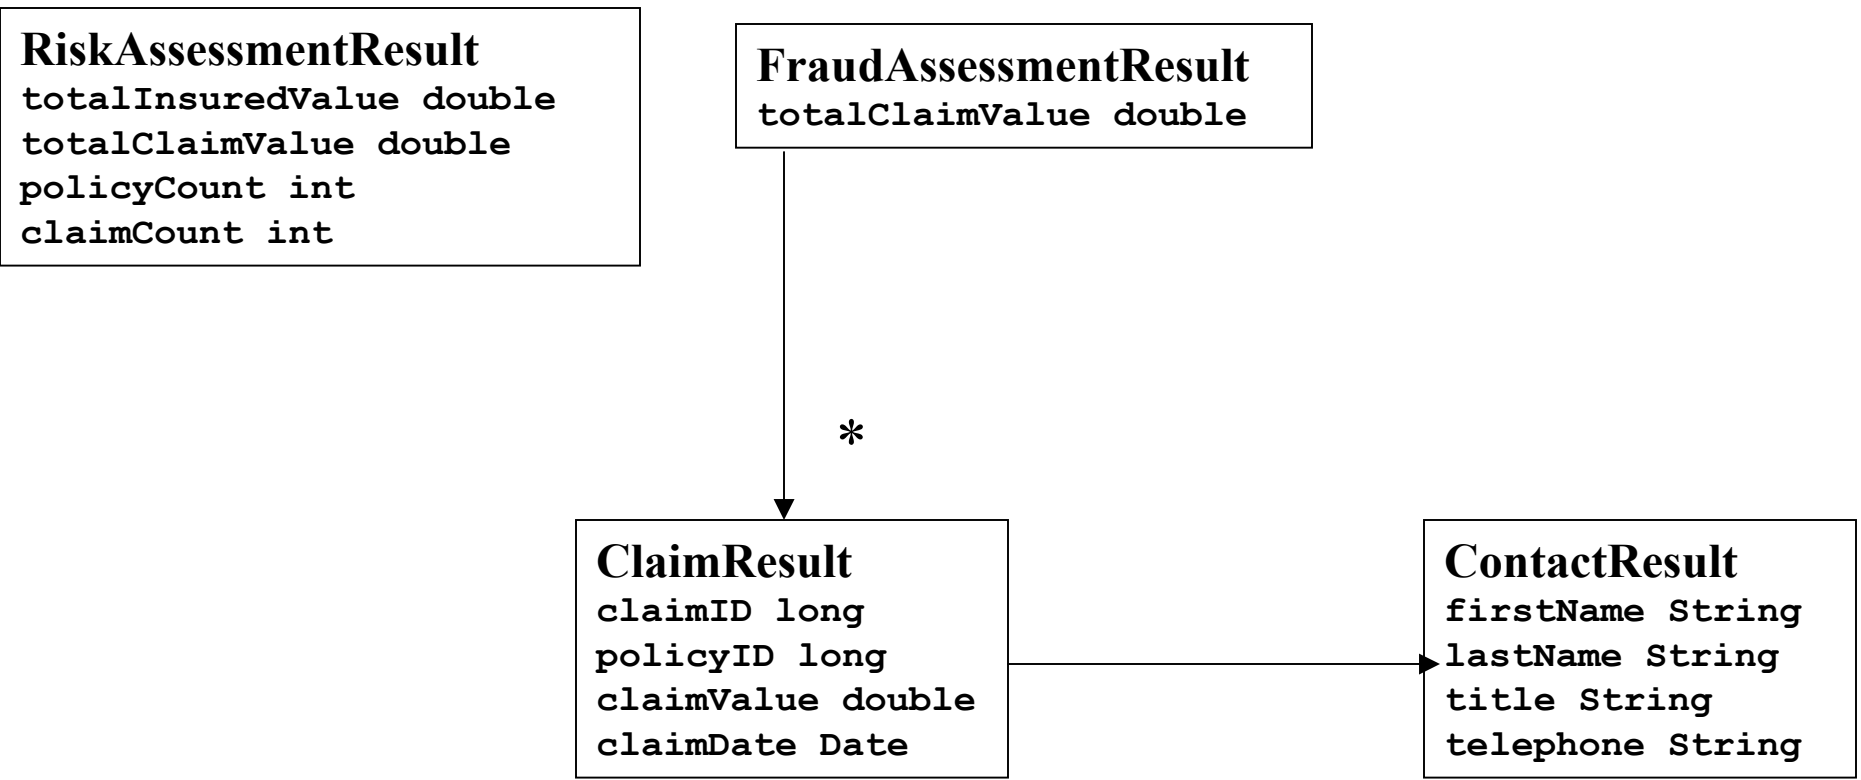 RiskAssessmentResult
totalInsuredValue double
totalClaimValue double
policyCount int
claimCount int
FraudAssessmentResult
totalClaimValue double
*
ClaimResult
claimID long
policyID long
claimValue double
claimDate Date
ContactResult
firstName String
lastName String
title String
telephone String